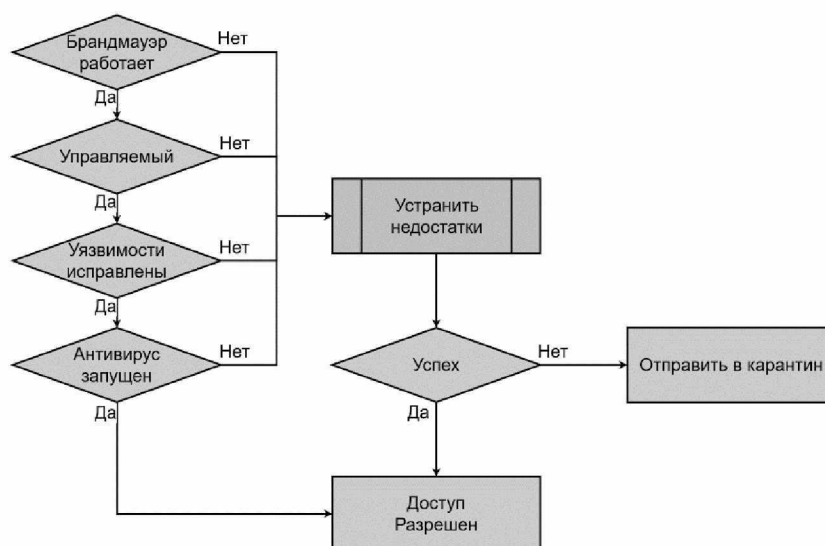 Брандмауэр
работает
Нет
Да
Управляемый
Нет
Да
Уязвимости
исправлены
Нет
Да
Антивирус
запущен
Нет
Да
Устранить
недостатки
Успех
Нет
Да
Отправить в карантин
Доступ
Разрешен